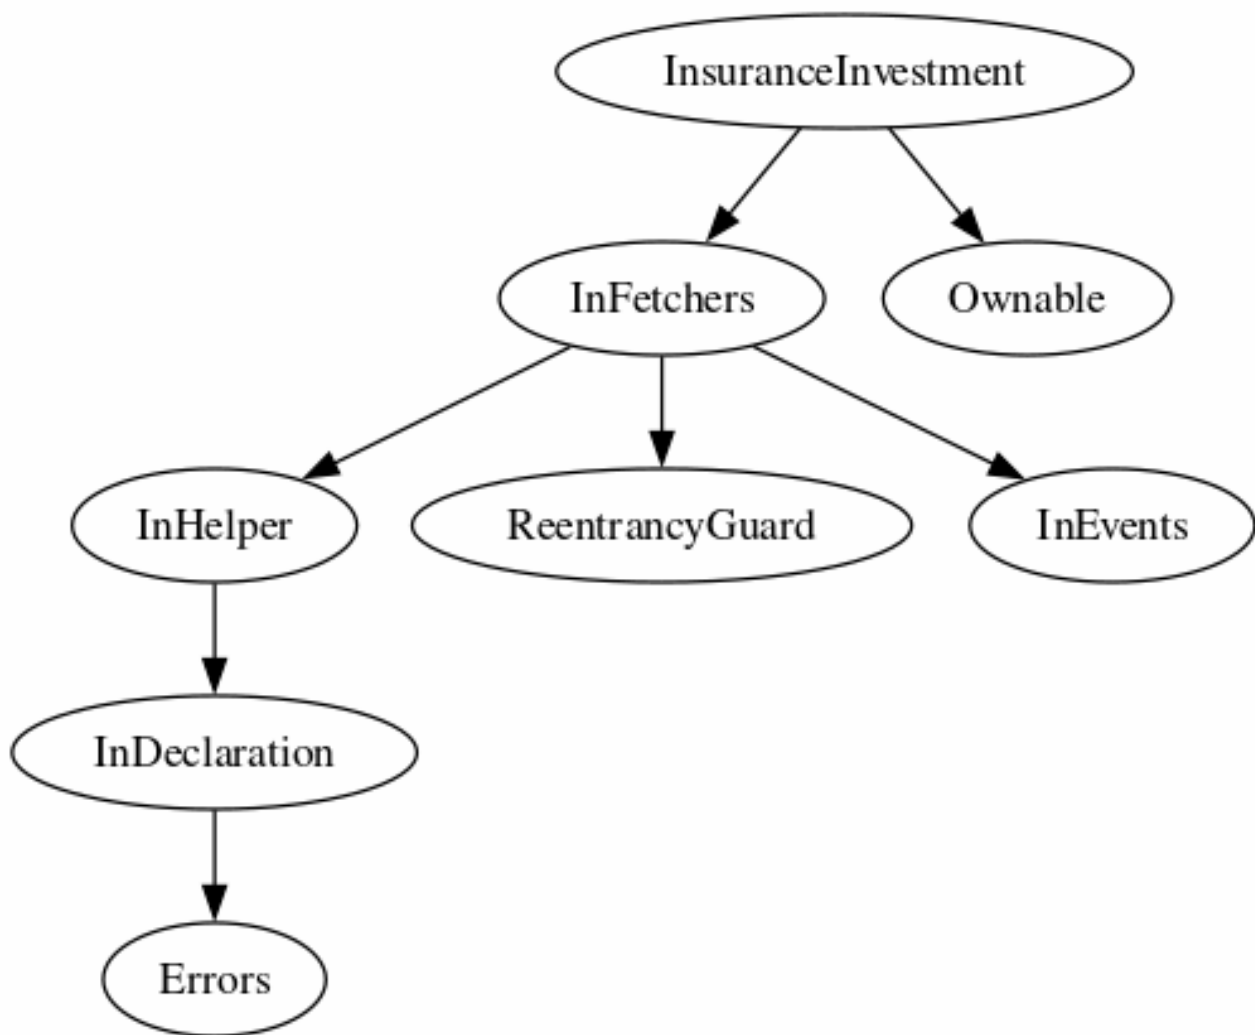 InsuranceInvestment
InFetchers
Ownable
InHelper
ReentrancyGuard
InEvents
InDeclaration
Errors